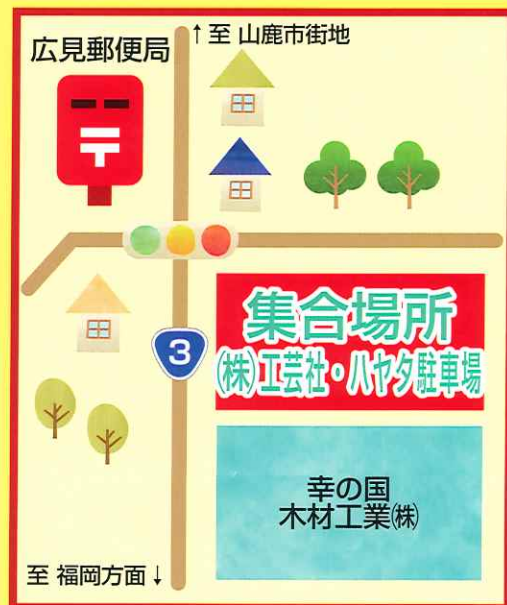 広見郵便局
↑至 山鹿市街地
3
集合場所
(株)工芸社・ハヤタ駐車場
幸の国
木材工業(株)
至 福岡方面↓